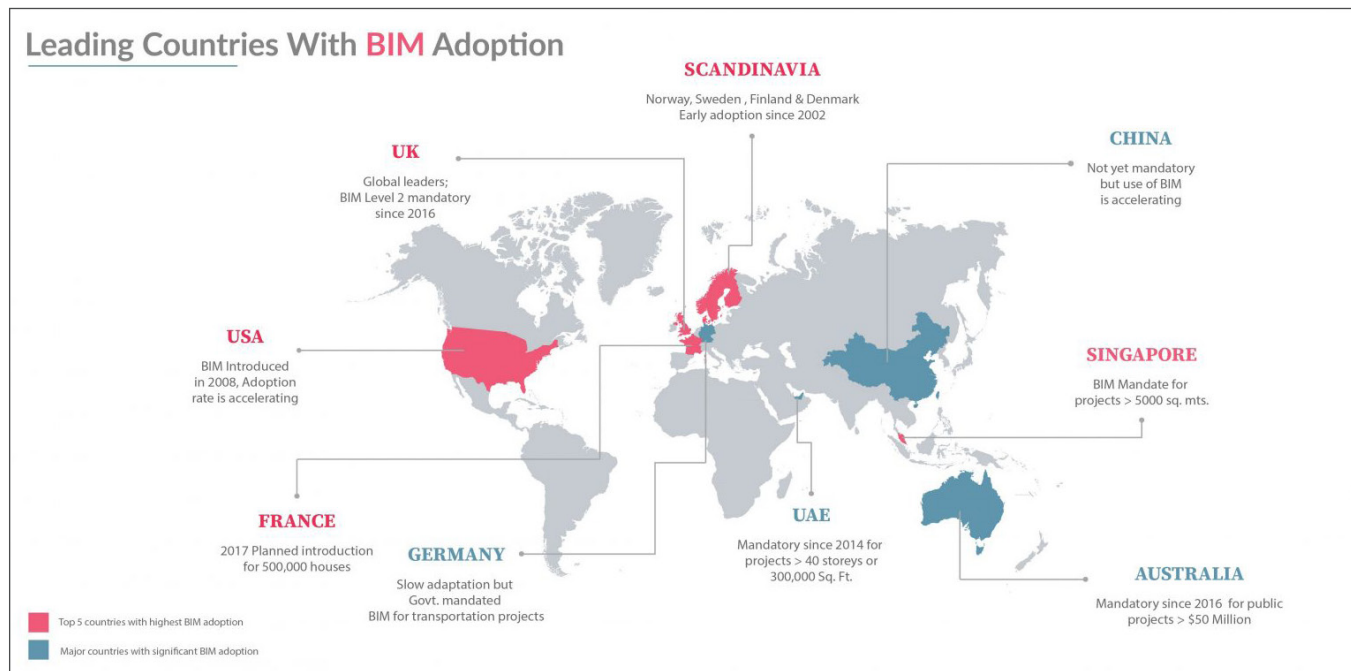 Leading Countries With BIM Adoption
SCANDINAVIA
Norway, Sweden , Finland & Denmark
Early adoption since 2002
UK
Global leaders;
BIM Level 2 mandatory
since 2016
CHINA
Not yet mandatory
but use of BIM
is accelerating
USA
BIM Introduced
in 2008, Adoption
rate is accelerating
SINGAPORE
BIM Mandate for
projects > 5000 sq. mts.
FRANCE
2017 Planned introduction
for 500,000 houses
GERMANY
Slow adaptation but
Govt. mandated
BIM for transportation projects
UAE
Mandatory since 2014 for
projects > 40 storeys or
300,000 Sq. Ft.
AUSTRALIA
Mandatory since 2016 for public
projects > $50 Million
Top 5 countries with highest BIM adoption
Major countries with significant BIM adoption